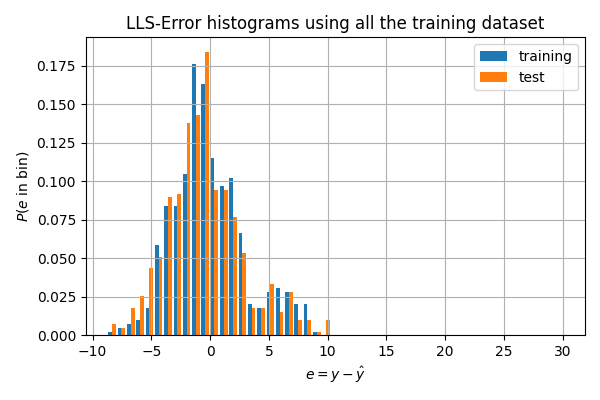 LLS-Error histograms using all the training dataset
training
test
0.175
0.150
0.125
0.100
0.075
0.050
0.025
0.000
P(e in bin)
−10 −5 0 5 10 15 20 25 30
e = y − ŷ